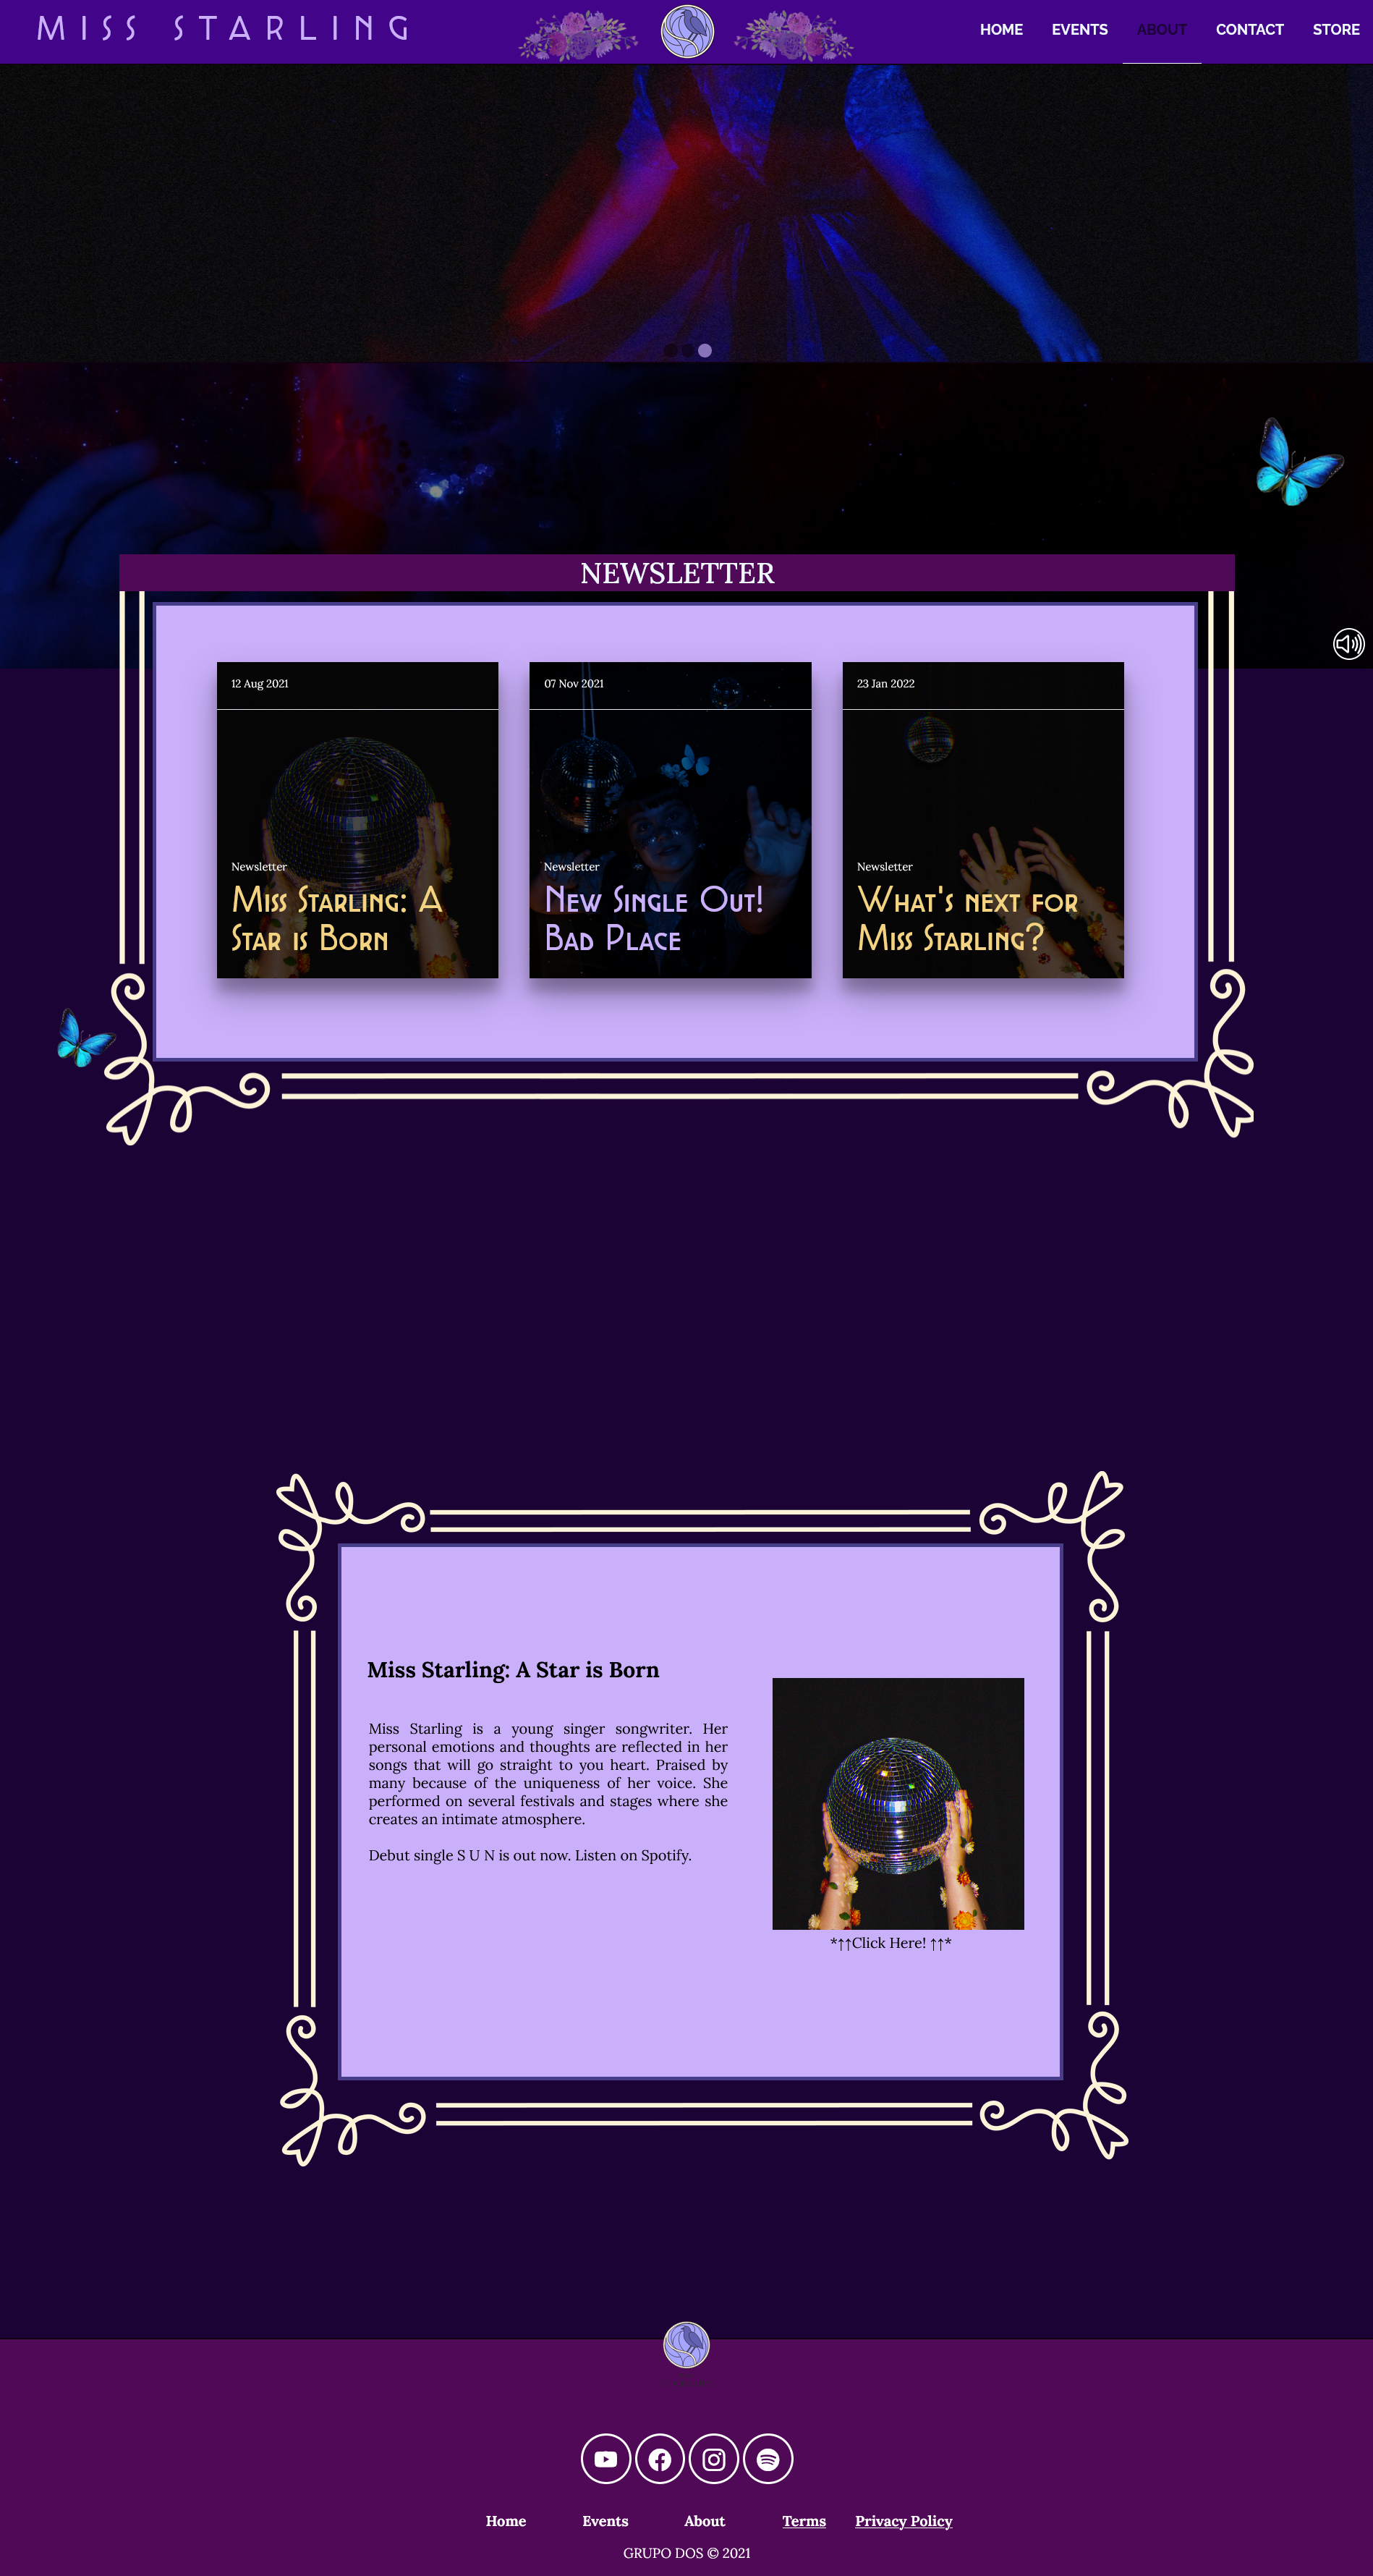 MISS STARLING
HOME EVENTS ABOUT CONTACT STORE
NEWSLETTER
12 Aug 2021
Newsletter
Miss Starling: A
Star is Born
07 Nov 2021
Newsletter
New Single Out!
Bad Place
23 Jan 2022
Newsletter
What's next for
Miss Starling?
Miss Starling: A Star is Born
Miss Starling is a young singer songwriter. Her
personal emotions and thoughts are reflected in her
songs that will go straight to you heart. Praised by
many because of the uniqueness of her voice. She
performed on several festivals and stages where she
creates an intimate atmosphere.
Debut single S U N is out now. Listen on Spotify.
*↑↑Click Here! ↑↑*
Home Events About Terms Privacy Policy
GRUPO DOS © 2021